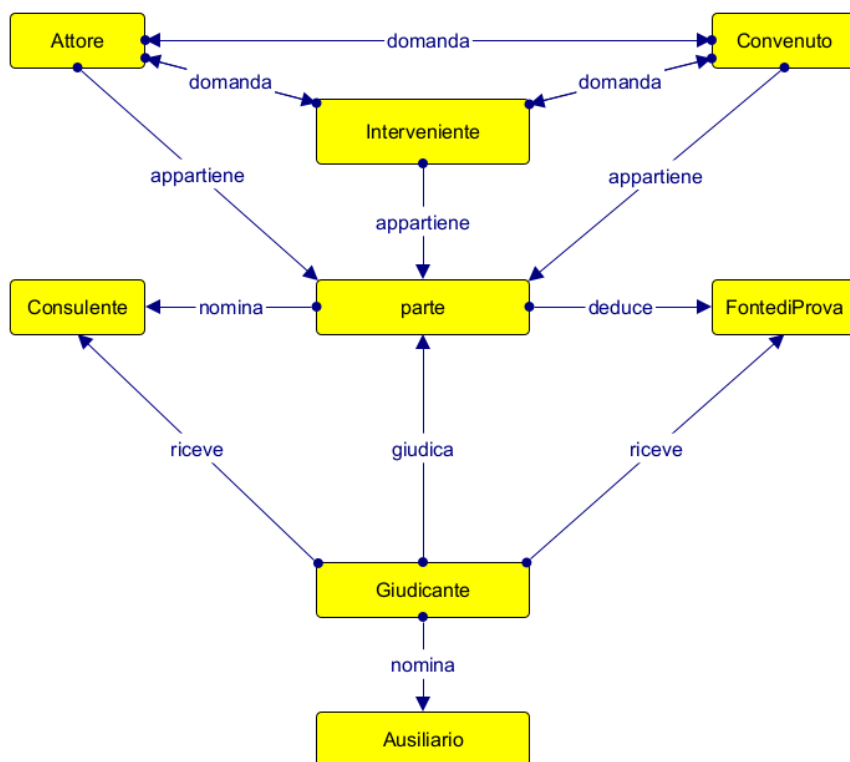 Attore
domanda
Convenuto
domanda
domanda
Interveniente
appartiene
appartiene
appartiene
Consulente
nomina
parte
deduce
FontediProva
riceve
giudica
riceve
Giudicante
nomina
Ausiliario